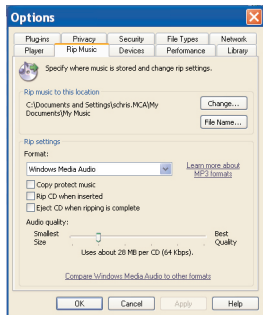 Options
Plug-ins Privacy Security File Types Network
Player Rip Music Devices Performance Library
Specify where music is stored and change rip settings.
Rip music to this location
C:\Documents and Settings\schris.MCA\My
Documents\My Music
Change...
File Name...
Rip settings
Format:
Windows Media Audio
Learn more about
MP3 formats
Copy protect music
Rip CD when inserted
Eject CD when ripping is complete
Audio quality:
Smallest Best
Size Quality
Uses about 28 MB per CD (64 Kbps).
Compare Windows Media Audio to other formats
OK Cancel Apply Help